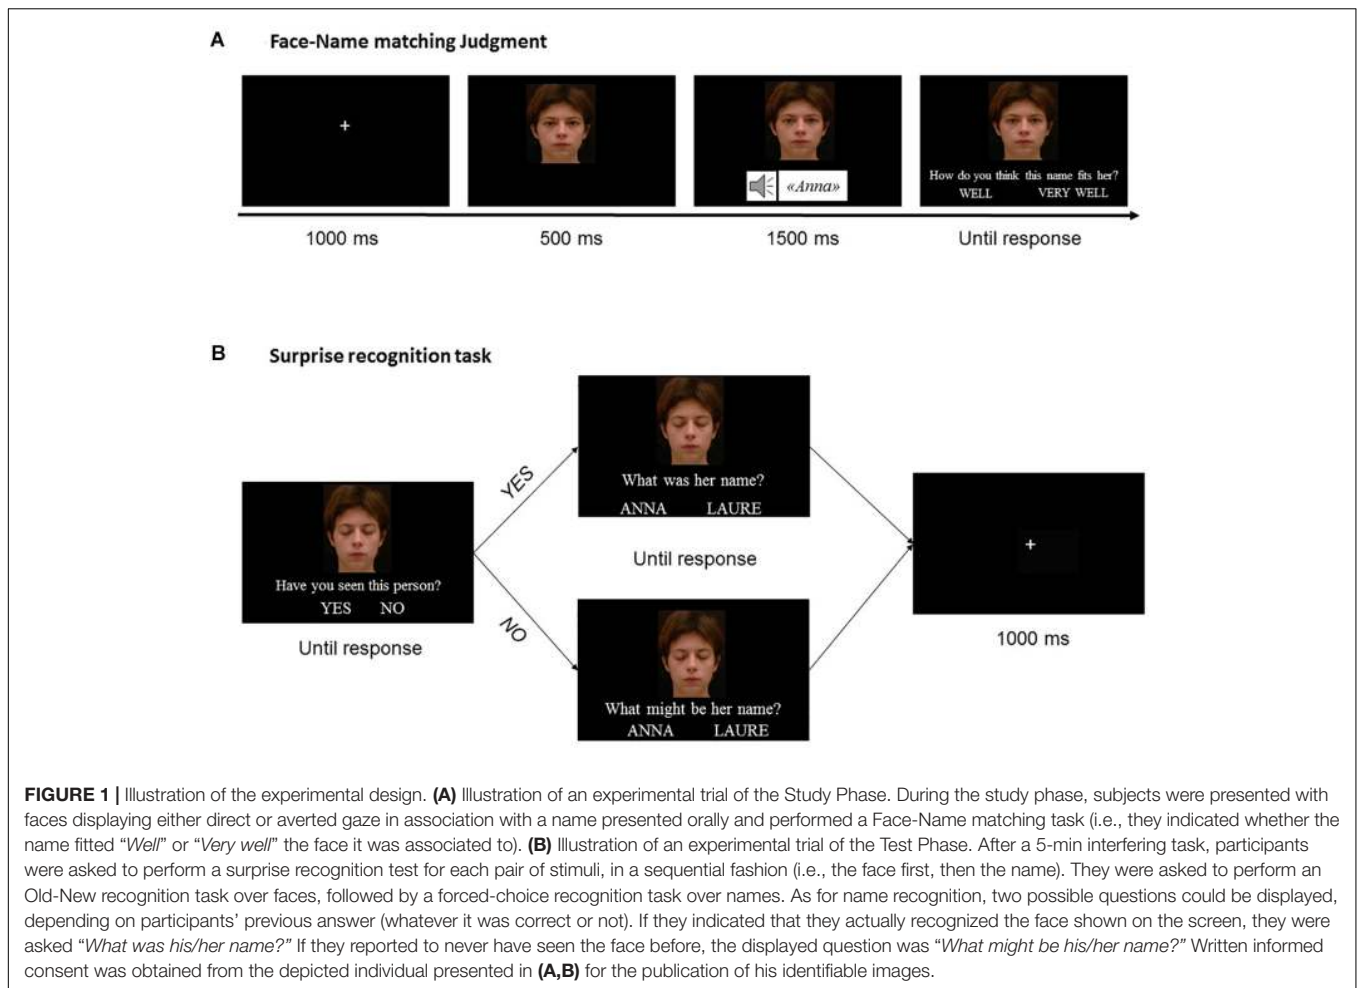 A Face-Name matching Judgment
+
«Anna»
How do you think this name fits her?
WELL VERY WELL
1000 ms 500 ms 1500 ms Until response
B Surprise recognition task
Have you seen this person?
YES NO
Until response
YES
What was her name?
ANNA LAURE
Until response
NO
What might be her name?
ANNA LAURE
+
1000 ms
FIGURE 1 | Illustration of the experimental design. (A) Illustration of an experimental trial of the Study Phase. During the study phase, subjects were presented with
faces displaying either direct or averted gaze in association with a name presented orally and performed a Face-Name matching task (i.e., they indicated whether the
name fitted “Well” or “Very well” the face it was associated to). (B) Illustration of an experimental trial of the Test Phase. After a 5-min interfering task, participants
were asked to perform a surprise recognition test for each pair of stimuli, in a sequential fashion (i.e., the face first, then the name). They were asked to perform an
Old-New recognition task over faces, followed by a forced-choice recognition task over names. As for name recognition, two possible questions could be displayed,
depending on participants’ previous answer (whatever it was correct or not). If they indicated that they actually recognized the face shown on the screen, they were
asked “What was his/her name?” If they reported to never have seen the face before, the displayed question was “What might be his/her name?” Written informed
consent was obtained from the depicted individual presented in (A,B) for the publication of his identifiable images.